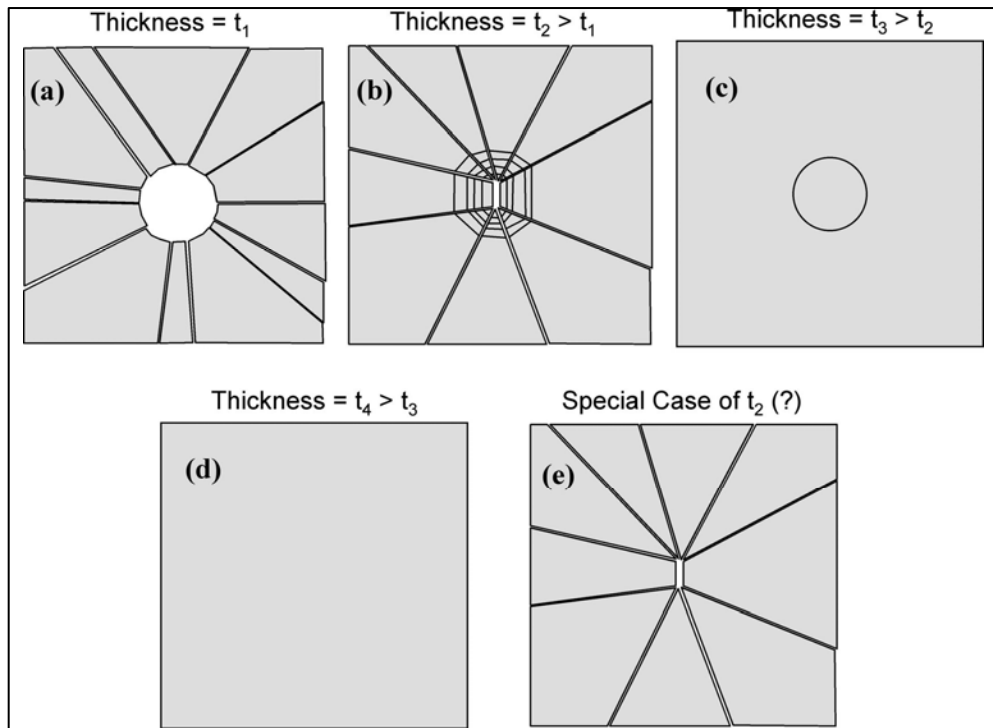 Thickness = t₁
Thickness = t₂ > t₁
Thickness = t₃ > t₂
(a)
(b)
(c)
Thickness = t₄ > t₃
Special Case of t₂ (?)
(d)
(e)